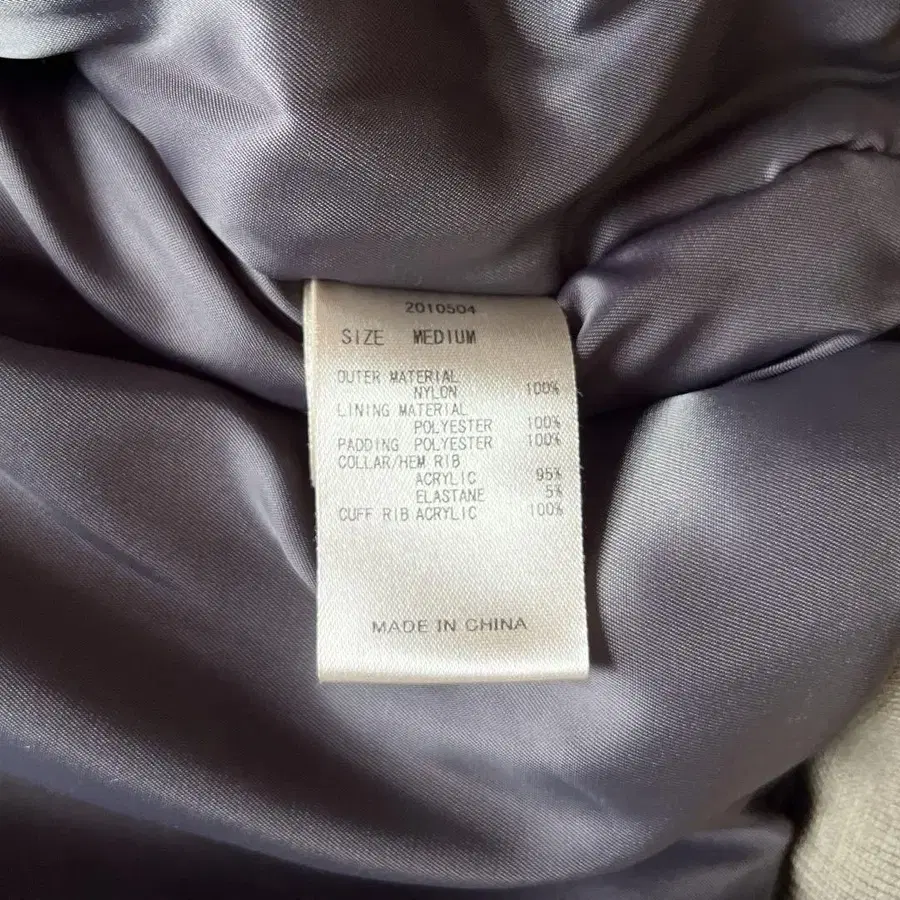 2010504
SIZE MEDIUM
OUTER MATERIAL
NYLON 100%
LINING MATERIAL
POLYESTER 100%
PADDING POLYESTER 100%
COLLAR/HEM RIB
ACRYLIC 95%
ELASTANE 5%
CUFF RIB ACRYLIC 100%
MADE IN CHINA